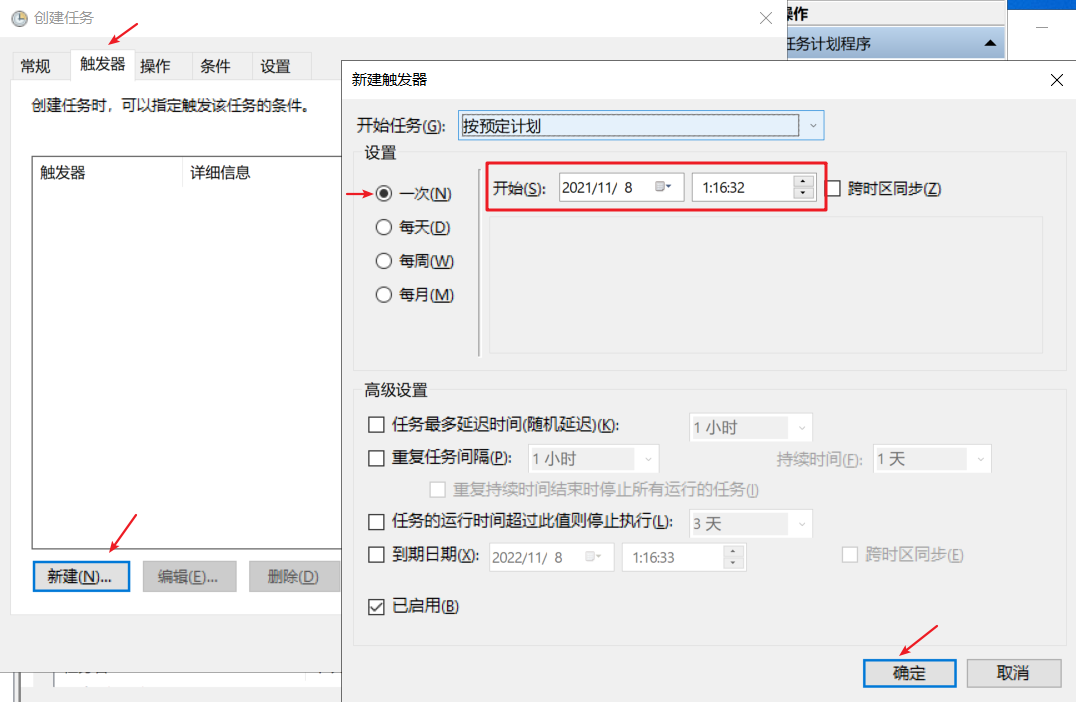 创建任务
操作
任务计划程序
常规 触发器 操作 条件 设置
创建任务时，可以指定触发该任务的条件。
触发器 详细信息
新建(N)... 编辑(E)... 删除(D)
新建触发器
开始任务(G): 按预定计划
设置
一次(N)
每天(D)
每周(W)
每月(M)
开始(S): 2021/11/ 8 1:16:32 跨时区同步(Z)
高级设置
任务最多延迟时间(随机延迟)(K): 1 小时
重复任务间隔(P): 1 小时 持续时间(F): 1 天
重复持续时间结束时停止所有运行的任务(I)
任务的运行时间超过此值则停止执行(L): 3 天
到期日期(X): 2022/11/ 8 1:16:33 跨时区同步(E)
已启用(B)
确定 取消